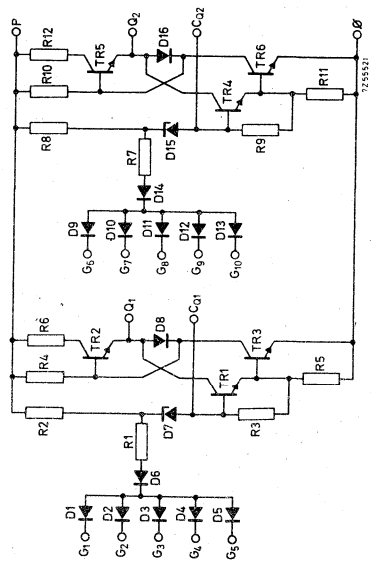 P
R2
R4
R6
R8
R10
R12
D1
G1
D2
G2
D3
G3
D4
G4
D5
G5
D6
R1
D7
R3
TR2
Q1
D8
CQ1
TR1
TR3
R5
D9
G6
D10
G7
D11
G8
D12
G9
D13
G10
D14
R7
D15
R9
TR5
Q2
D16
CQ2
TR4
TR6
R11
Ø
7Z55521